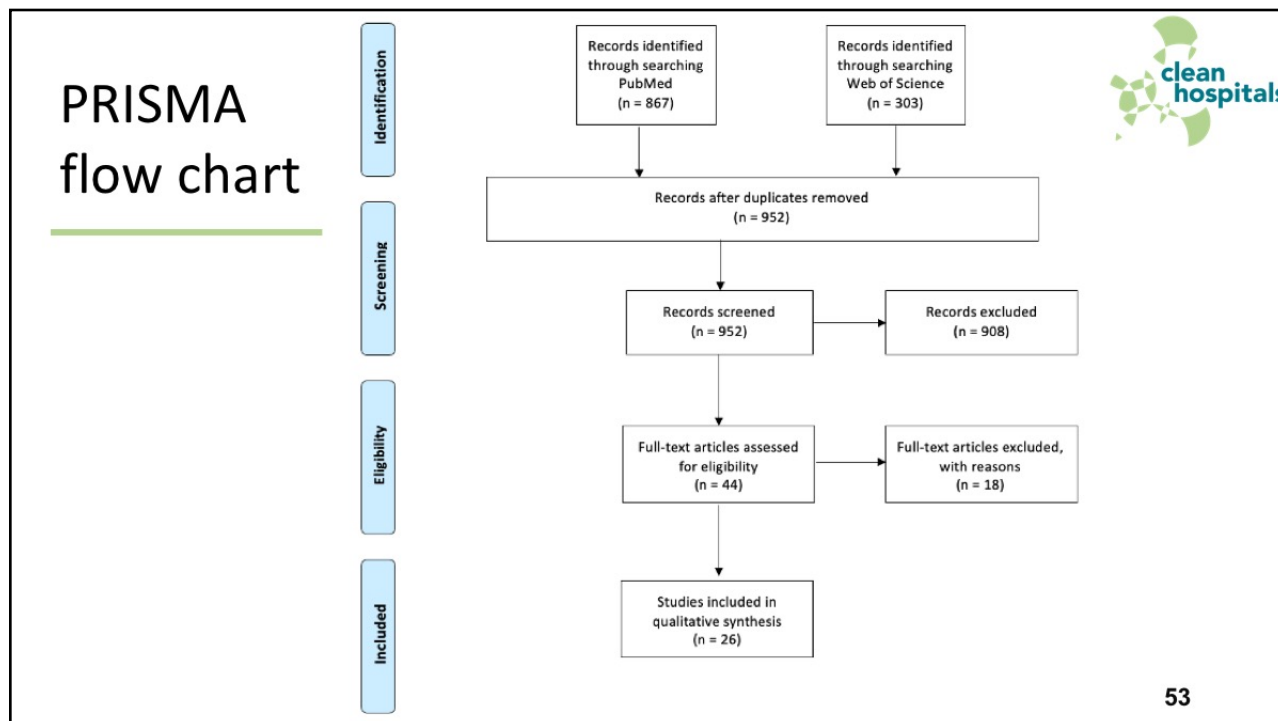 PRISMA
flow chart
Identification
Screening
Eligibility
Included
Records identified
through searching
PubMed
(n = 867)
Records identified
through searching
Web of Science
(n = 303)
Records after duplicates removed
(n = 952)
Records screened
(n = 952)
Records excluded
(n = 908)
Full-text articles assessed
for eligibility
(n = 44)
Full-text articles excluded,
with reasons
(n = 18)
Studies included in
qualitative synthesis
(n = 26)
clean
hospitals
53